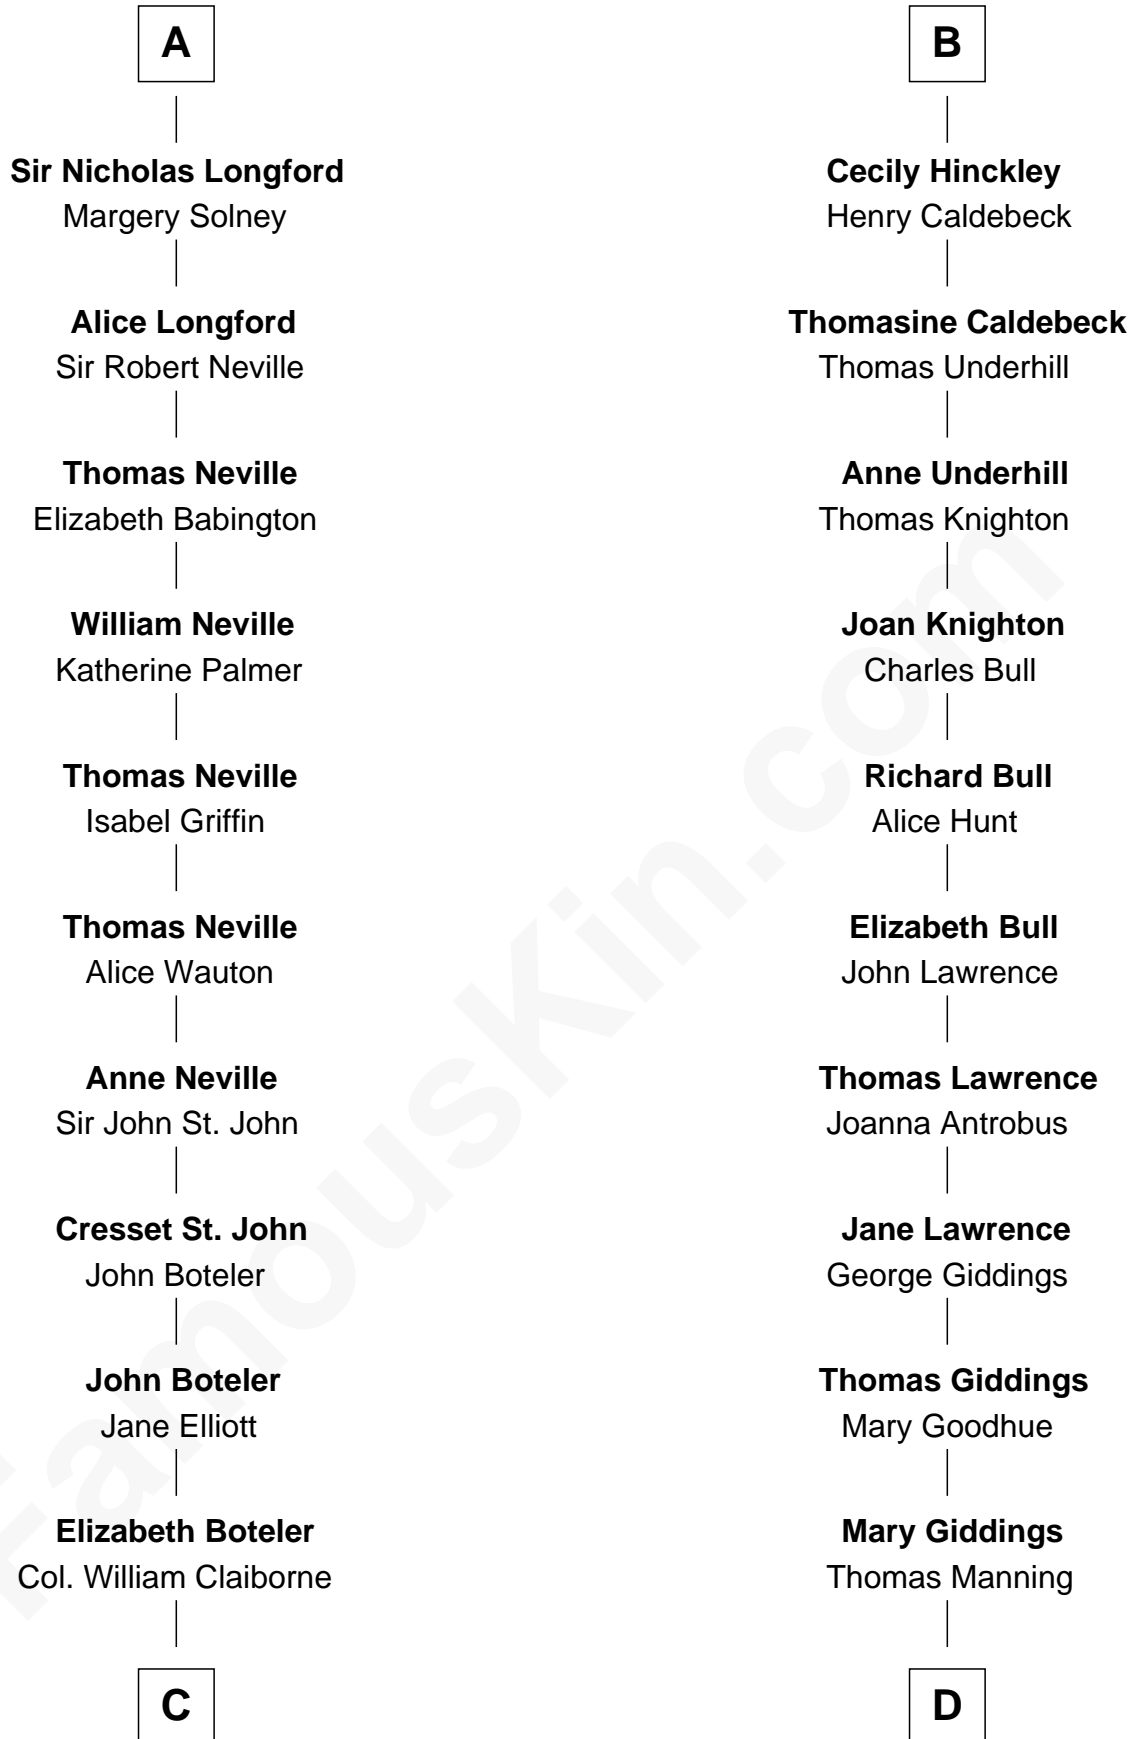 A
Sir Nicholas Longford
Margery Solney
Alice Longford
Sir Robert Neville
Thomas Neville
Elizabeth Babington
William Neville
Katherine Palmer
Thomas Neville
Isabel Griffin
Thomas Neville
Alice Wauton
Anne Neville
Sir John St. John
Cresset St. John
John Boteler
John Boteler
Jane Elliott
Elizabeth Boteler
Col. William Claiborne
C
B
Cecily Hinckley
Henry Caldebeck
Thomasine Caldebeck
Thomas Underhill
Anne Underhill
Thomas Knighton
Joan Knighton
Charles Bull
Richard Bull
Alice Hunt
Elizabeth Bull
John Lawrence
Thomas Lawrence
Joanna Antrobus
Jane Lawrence
George Giddings
Thomas Giddings
Mary Goodhue
Mary Giddings
Thomas Manning
D
FamousKin.com